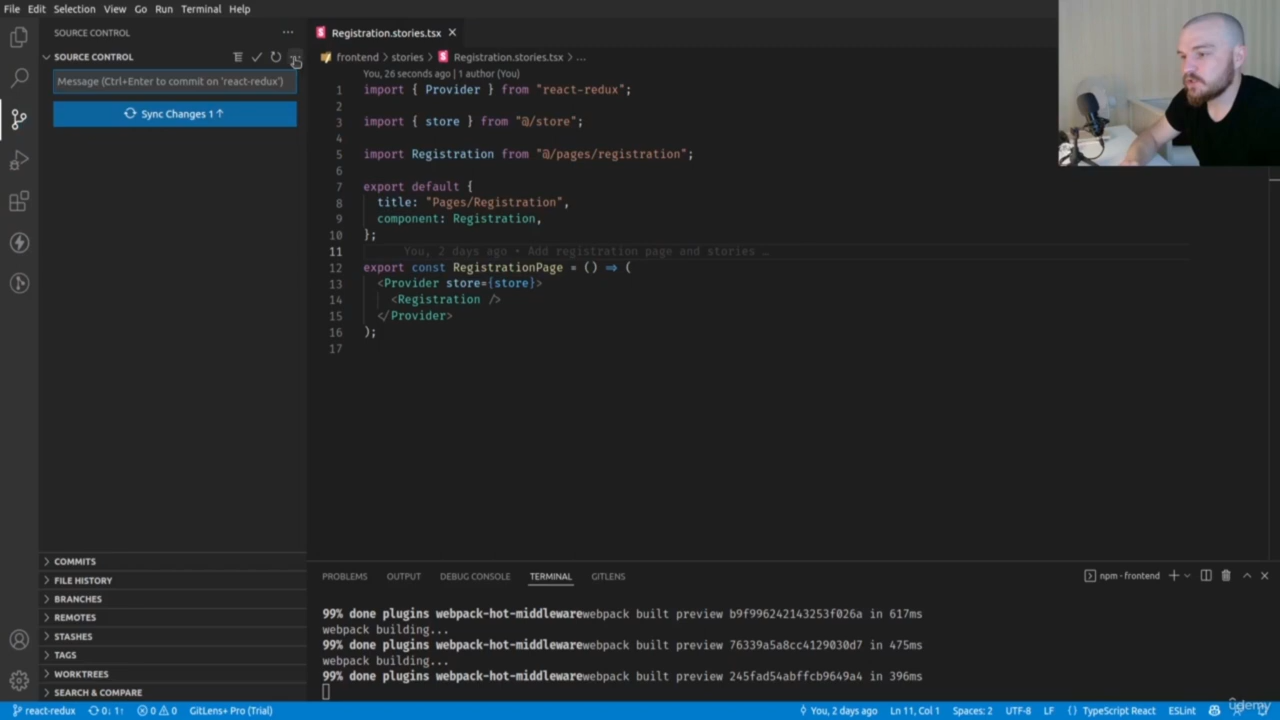 File Edit Selection View Go Run Terminal Help
SOURCE CONTROL
SOURCE CONTROL
Message (Ctrl+Enter to commit on 'react-redux')
Sync Changes 1↑
COMMITS
FILE HISTORY
BRANCHES
REMOTES
STASHES
TAGS
WORKTREES
SEARCH & COMPARE
Registration.stories.tsx
frontend > stories > Registration.stories.tsx > ...
You, 26 seconds ago | 1 author (You)
1 import { Provider } from "react-redux";
2
3 import { store } from "@/store";
4
5 import Registration from "@/pages/registration";
6
7 export default {
8 title: "Pages/Registration",
9 component: Registration,
10 };
11 You, 2 days ago • Add registration page and stories …
12 export const RegistrationPage = () ⇒ (
13 <Provider store={store}>
14 <Registration />
15 </Provider>
16 );
17
PROBLEMS OUTPUT DEBUG CONSOLE TERMINAL GITLENS
npm - frontend
99% done plugins webpack-hot-middlewarewebpack built preview b9f996242143253f026a in 617ms
webpack building...
99% done plugins webpack-hot-middlewarewebpack built preview 76339a5a8cc4129030d7 in 475ms
webpack building...
99% done plugins webpack-hot-middlewarewebpack built preview 245fad54abffcb9649a4 in 396ms
react-redux 0↓ 1↑ 0 0 GitLens+ Pro (Trial) You, 2 days ago Ln 11, Col 1 Spaces: 2 UTF-8 LF { } TypeScript React ESLint
udemy